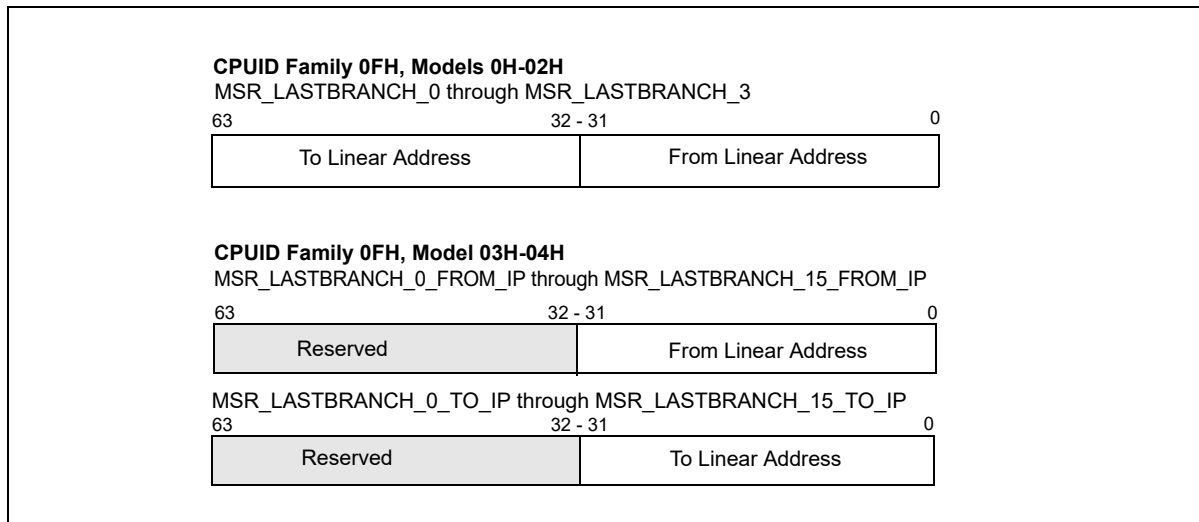 CPUID Family 0FH, Models 0H-02H
MSR_LASTBRANCH_0 through MSR_LASTBRANCH_3
63 32 - 31 0
To Linear Address From Linear Address
CPUID Family 0FH, Model 03H-04H
MSR_LASTBRANCH_0_FROM_IP through MSR_LASTBRANCH_15_FROM_IP
63 32 - 31 0
Reserved From Linear Address
MSR_LASTBRANCH_0_TO_IP through MSR_LASTBRANCH_15_TO_IP
63 32 - 31 0
Reserved To Linear Address